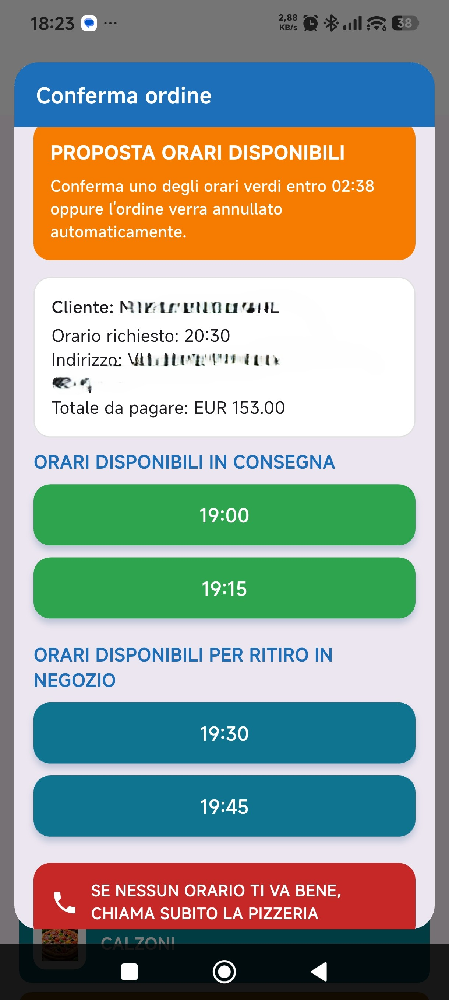 18:23 ...
2,88
KB/s
6
38
Conferma ordine
PROPOSTA ORARI DISPONIBILI
Conferma uno degli orari verdi entro 02:38
oppure l'ordine verra annullato
automaticamente.
Cliente:
Orario richiesto: 20:30
Indirizzo:
Totale da pagare: EUR 153.00
ORARI DISPONIBILI IN CONSEGNA
19:00
19:15
ORARI DISPONIBILI PER RITIRO IN
NEGOZIO
19:30
19:45
SE NESSUN ORARIO TI VA BENE,
CHIAMA SUBITO LA PIZZERIA
CALZONI